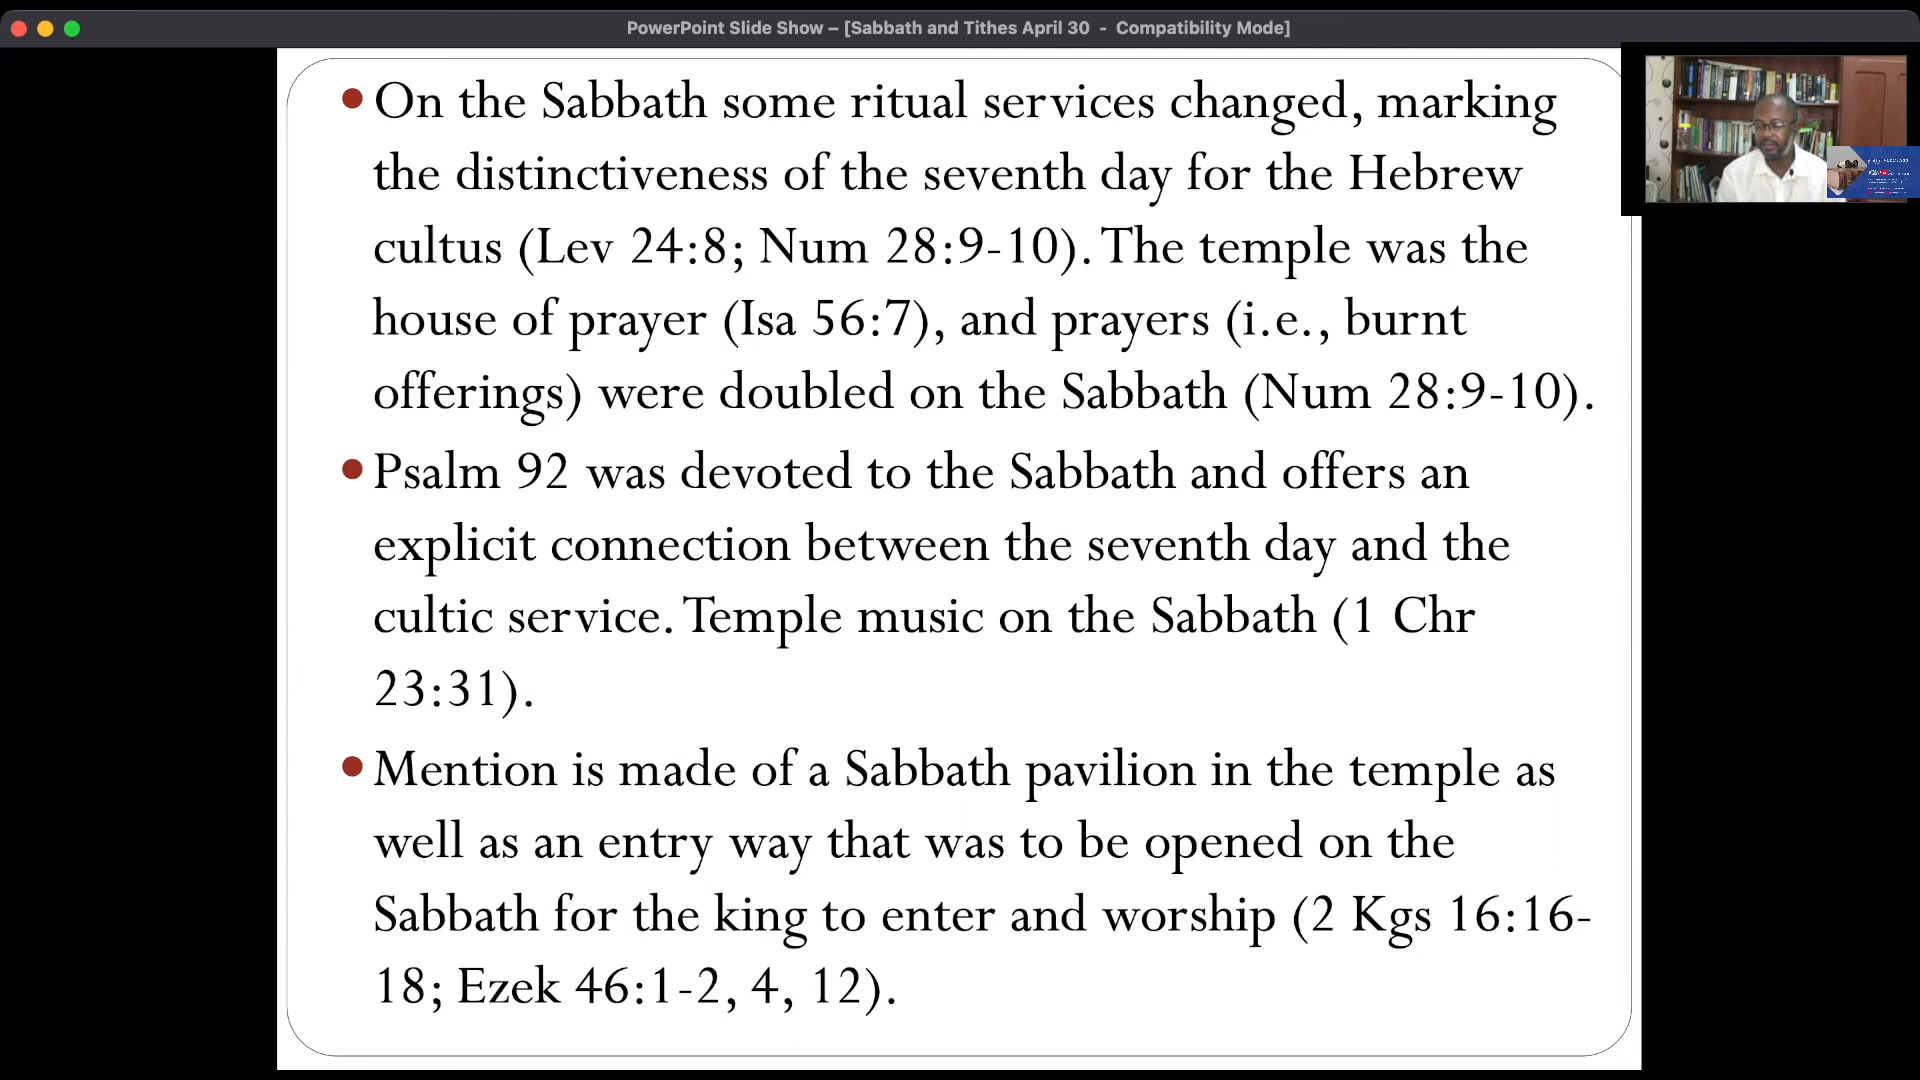 PowerPoint Slide Show – [Sabbath and Tithes April 30 - Compatibility Mode]
• On the Sabbath some ritual services changed, marking
the distinctiveness of the seventh day for the Hebrew
cultus (Lev 24:8; Num 28:9-10). The temple was the
house of prayer (Isa 56:7), and prayers (i.e., burnt
offerings) were doubled on the Sabbath (Num 28:9-10).
• Psalm 92 was devoted to the Sabbath and offers an
explicit connection between the seventh day and the
cultic service. Temple music on the Sabbath (1 Chr
23:31).
• Mention is made of a Sabbath pavilion in the temple as
well as an entry way that was to be opened on the
Sabbath for the king to enter and worship (2 Kgs 16:16-
18; Ezek 46:1-2, 4, 12).